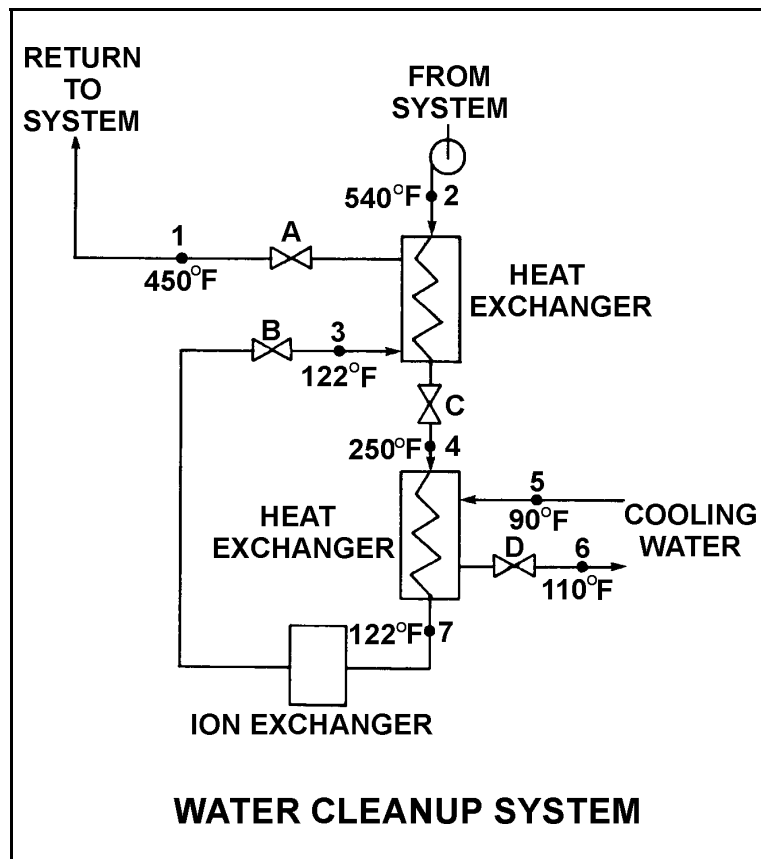 RETURN
TO
SYSTEM
FROM
SYSTEM
540°F
2
1
A
450°F
HEAT
EXCHANGER
B
3
122°F
C
250°F
4
HEAT
EXCHANGER
5
90°F
COOLING
WATER
D
6
110°F
122°F
7
ION EXCHANGER
WATER CLEANUP SYSTEM